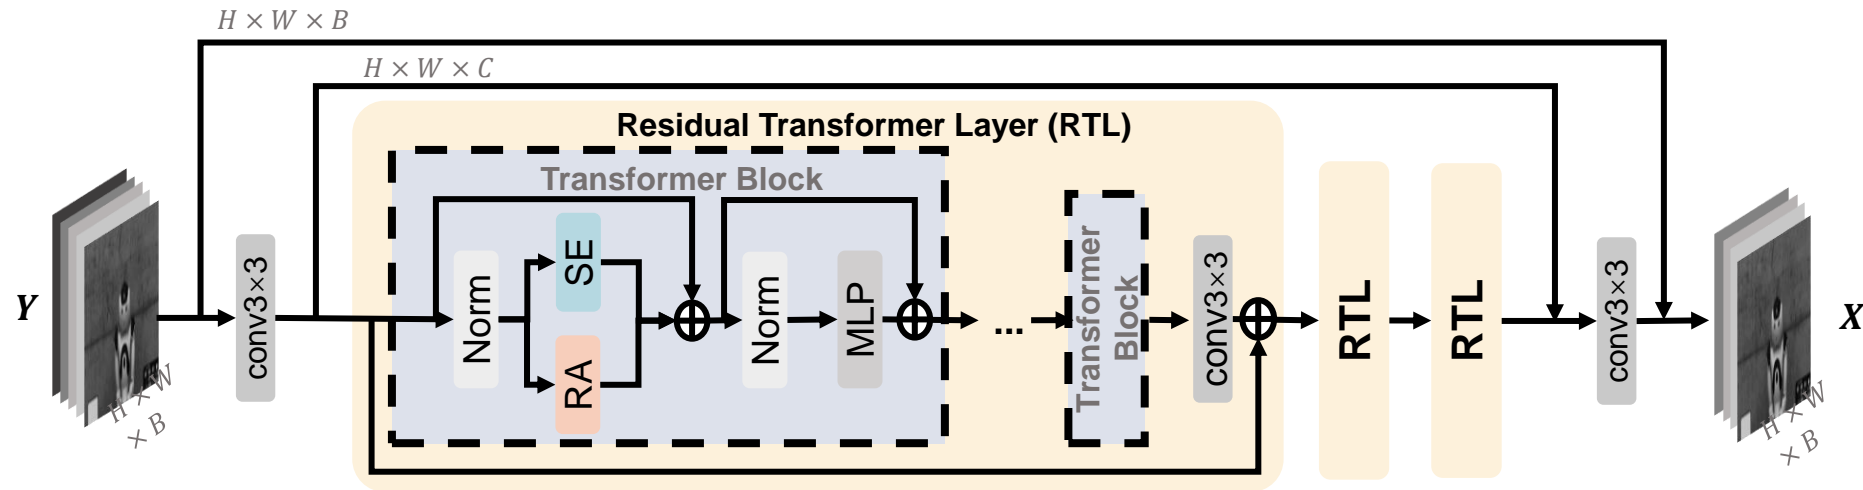 H × W × B
H × W × C
Residual Transformer Layer (RTL)
Transformer Block
Y
H × W
× B
conv3×3
Norm
SE
RA
Norm
MLP
...
Transformer
Block
conv3×3
RTL
RTL
conv3×3
H × W
× B
X